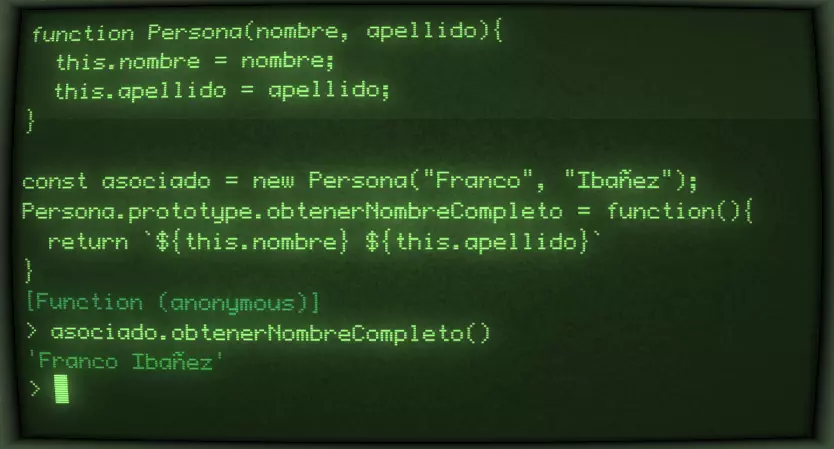 function Persona(nombre, apellido){
  this.nombre = nombre;
  this.apellido = apellido;
}

const asociado = new Persona("Franco", "Ibañez");
Persona.prototype.obtenerNombreCompleto = function(){
  return `${this.nombre} ${this.apellido}`
}
[Function (anonymous)]
> asociado.obtenerNombreCompleto()
'Franco Ibañez'
>